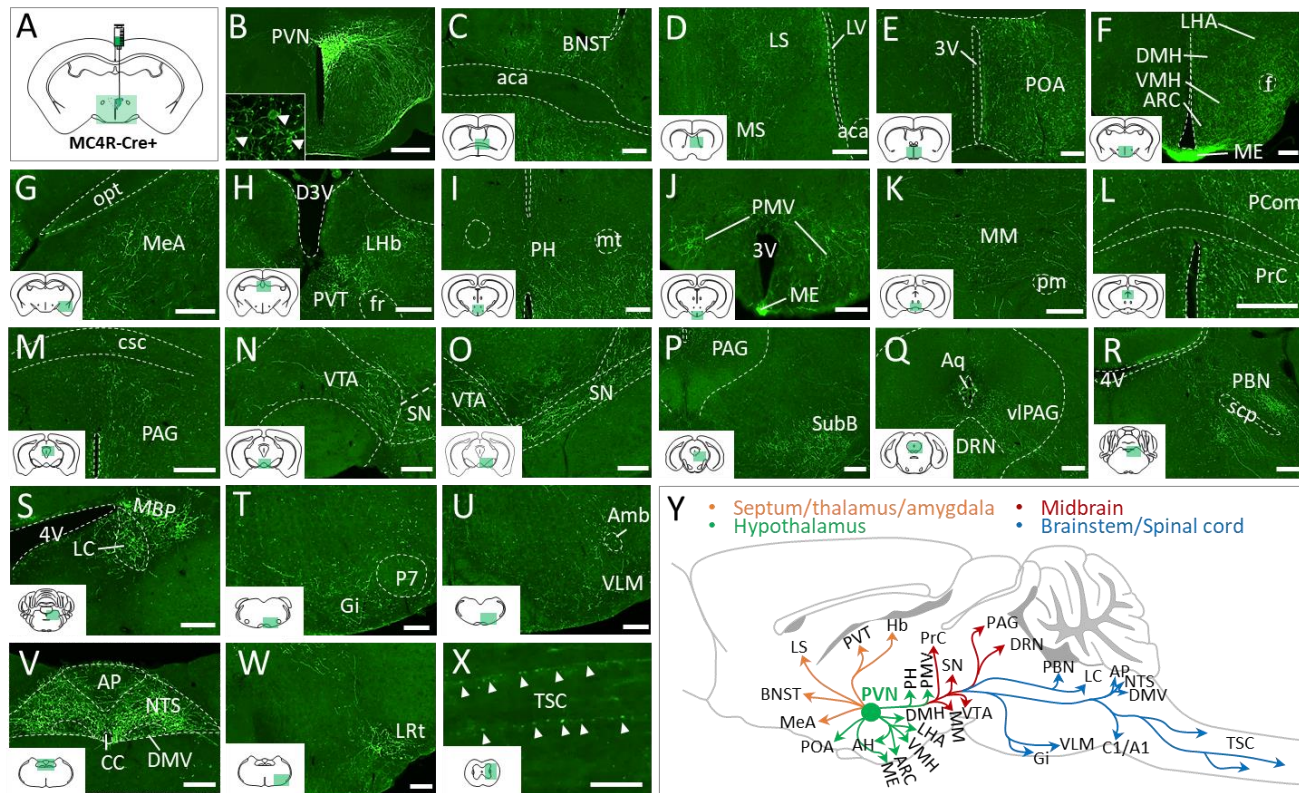 A
MC4R-Cre+
B
PVN
C
BNST
aca
D
LS
LV
MS
aca
E
3V
POA
F
LHA
DMH
VMH
ARC
f
ME
G
opt
MeA
H
D3V
LHb
PVT
fr
I
PH
mt
J
PMV
3V
ME
K
MM
pm
L
PCom
PrC
M
csc
PAG
N
VTA
SN
O
VTA
SN
P
PAG
SubB
Q
Aq
vlPAG
DRN
R
4V
PBN
scp
S
MBP
4V
LC
T
P7
Gi
U
Amb
VLM
V
AP
NTS
DMV
CC
W
LRt
X
TSC
Y
• Septum/thalamus/amygdala
• Hypothalamus
• Midbrain
• Brainstem/Spinal cord
LS
PVT
Hb
PrC
SN
PAG
DRN
BNST
MeA
POA
PVN
PH
PMV
DMH
LHA
VMH
AH
ARC
ME
MM
VTA
PBN
LC
AP
NTS
DMV
Gi
VLM
C1/A1
TSC